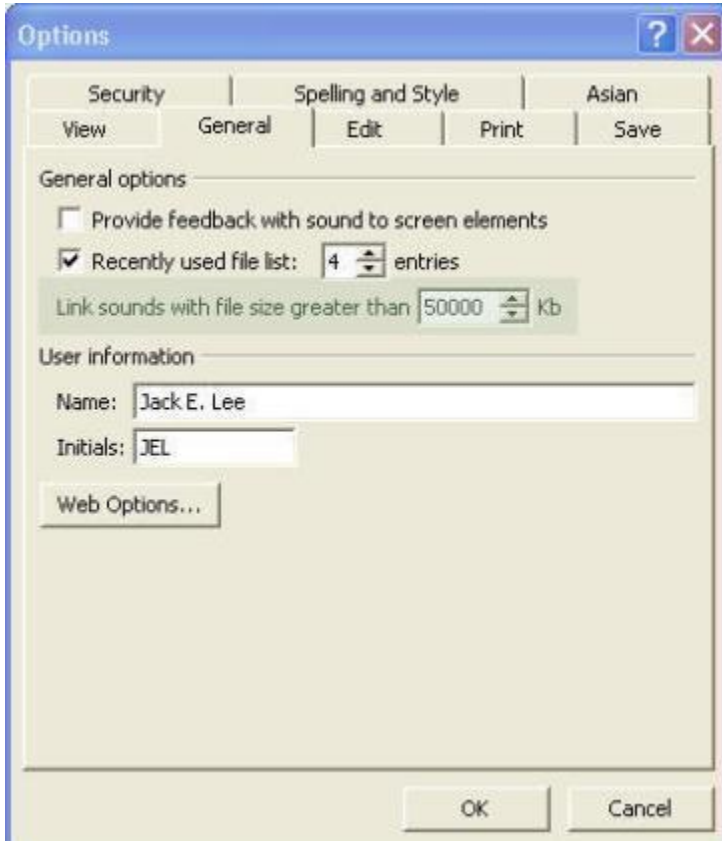 Options
Security Spelling and Style Asian
View General Edit Print Save
General options
Provide feedback with sound to screen elements
Recently used file list: 4 entries
Link sounds with file size greater than 50000 Kb
User information
Name: Jack E. Lee
Initials: JEL
Web Options...
OK Cancel